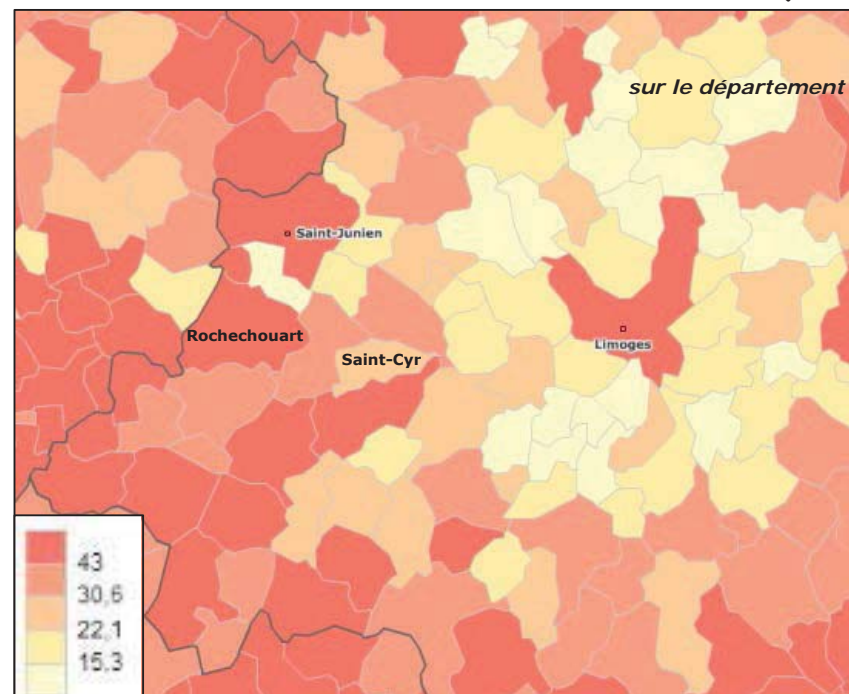 sur le département
Saint-Junien
Rochechouart
Limoges
Saint-Cyr
43
30,6
22,1
15.3